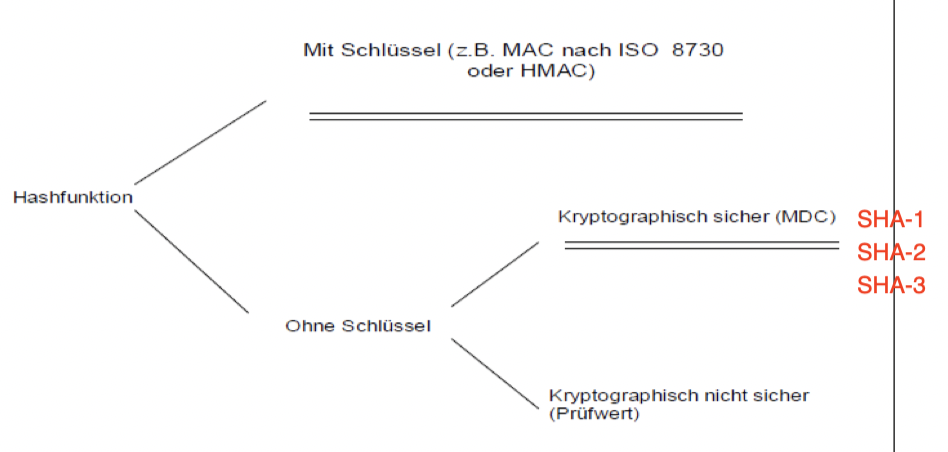 Mit Schlüssel (z.B. MAC nach ISO 8730
oder HMAC)
Hashfunktion
Kryptographisch sicher (MDC)
SHA-1
SHA-2
SHA-3
Ohne Schlüssel
Kryptographisch nicht sicher
(Prüfwert)